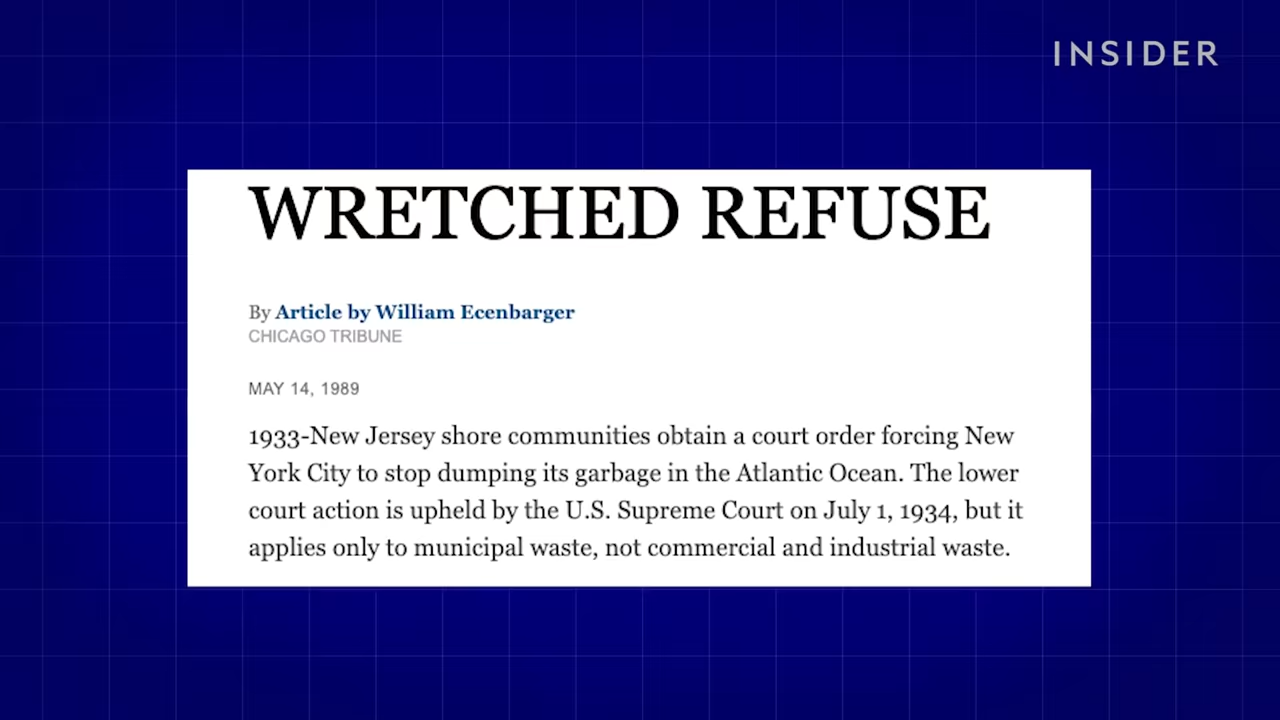 INSIDER
WRETCHED REFUSE
By Article by William Ecenbarger
CHICAGO TRIBUNE
MAY 14, 1989
1933-New Jersey shore communities obtain a court order forcing New
York City to stop dumping its garbage in the Atlantic Ocean. The lower
court action is upheld by the U.S. Supreme Court on July 1, 1934, but it
applies only to municipal waste, not commercial and industrial waste.